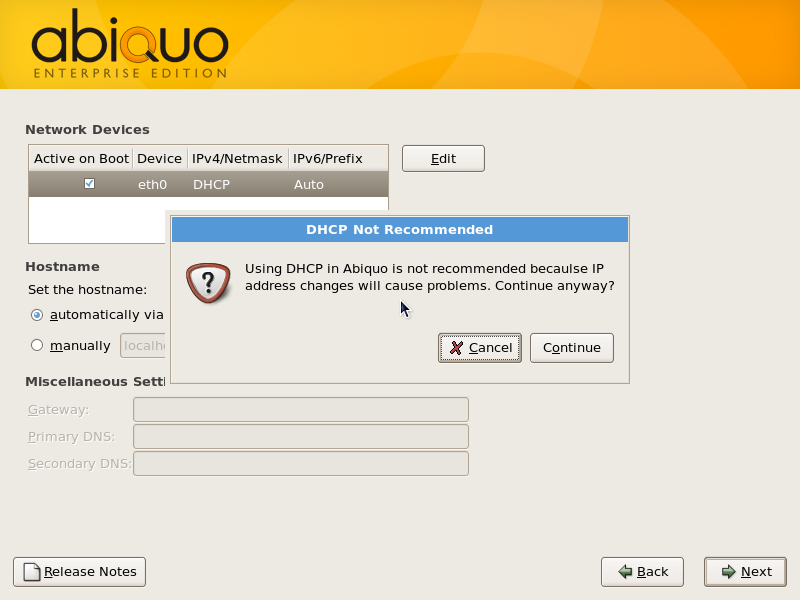 abiquo
ENTERPRISE EDITION
Network Devices
Active on Boot Device IPv4/Netmask IPv6/Prefix
eth0 DHCP Auto
Edit
DHCP Not Recommended
Using DHCP in Abiquo is not recommended becaulse IP
address changes will cause problems. Continue anyway?
Cancel Continue
Hostname
Set the hostname:
automatically via
manually localh
Miscellaneous Setti
Gateway:
Primary DNS:
Secondary DNS:
Release Notes Back Next